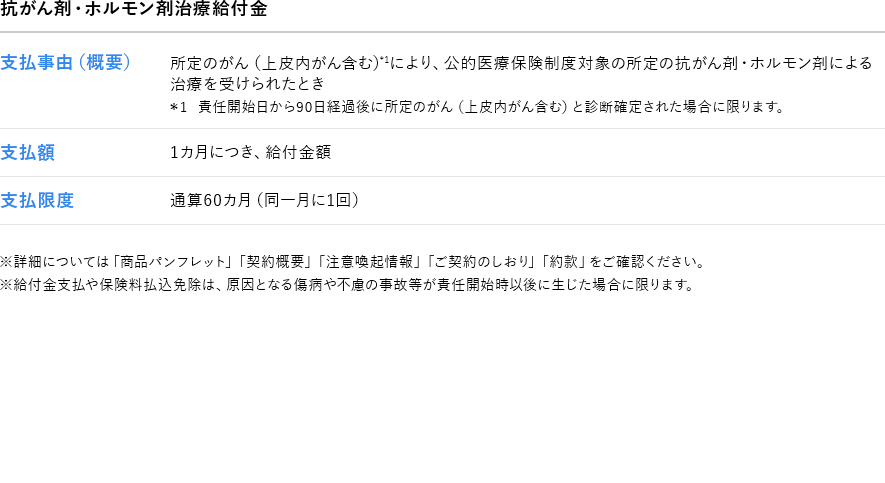 抗がん剤・ホルモン剤治療給付金
支払事由（概要） 所定のがん（上皮内がん含む）*1により、公的医療保険制度対象の所定の抗がん剤・ホルモン剤による
治療を受けられたとき
＊1 責任開始日から90日経過後に所定のがん（上皮内がん含む）と診断確定された場合に限ります。
支払額 1カ月につき、給付金額
支払限度 通算60カ月（同一月に1回）
※詳細については「商品パンフレット」「契約概要」「注意喚起情報」「ご契約のしおり」「約款」をご確認ください。
※給付金支払や保険料払込免除は、原因となる傷病や不慮の事故等が責任開始時以後に生じた場合に限ります。